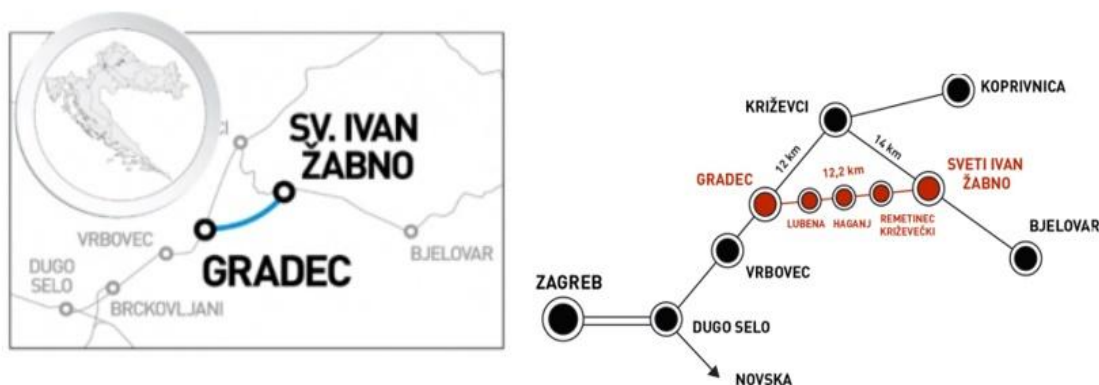 SV. IVAN
ŽABNO
VRBOVEC
GRADEC
BJELOVAR
DUGO
SELO
BRCKOVLJANI
KOPRIVNICA
KRIŽEVCI
12 km
14 km
GRADEC
12,2 km
SVETI IVAN
ŽABNO
LUBENA
HAGANJ
REMETINEC
KRIŽEVEČKI
BJELOVAR
VRBOVEC
ZAGREB
DUGO SELO
NOVSKA